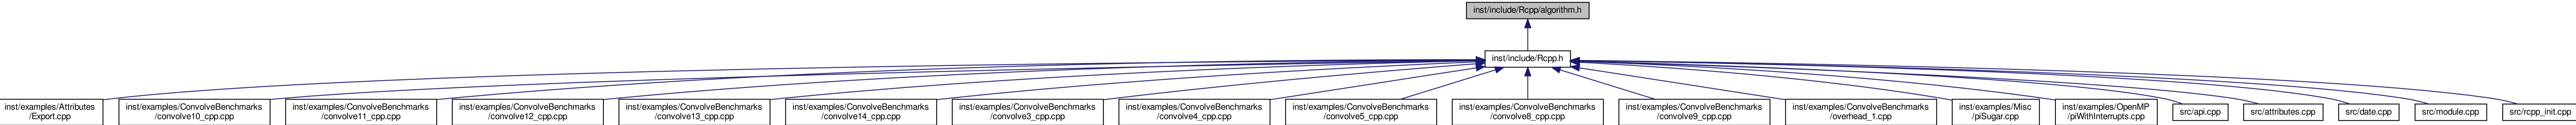 inst/include/Rcpp/algorithm.h
inst/include/Rcpp.h
inst/examples/Attributes
/Export.cpp
inst/examples/ConvolveBenchmarks
/convolve10_cpp.cpp
inst/examples/ConvolveBenchmarks
/convolve11_cpp.cpp
inst/examples/ConvolveBenchmarks
/convolve12_cpp.cpp
inst/examples/ConvolveBenchmarks
/convolve13_cpp.cpp
inst/examples/ConvolveBenchmarks
/convolve14_cpp.cpp
inst/examples/ConvolveBenchmarks
/convolve3_cpp.cpp
inst/examples/ConvolveBenchmarks
/convolve4_cpp.cpp
inst/examples/ConvolveBenchmarks
/convolve5_cpp.cpp
inst/examples/ConvolveBenchmarks
/convolve8_cpp.cpp
inst/examples/ConvolveBenchmarks
/convolve9_cpp.cpp
inst/examples/ConvolveBenchmarks
/overhead_1.cpp
inst/examples/Misc
/piSugar.cpp
inst/examples/OpenMP
/piWithInterrupts.cpp
src/api.cpp
src/attributes.cpp
src/date.cpp
src/module.cpp
src/rcpp_init.cpp